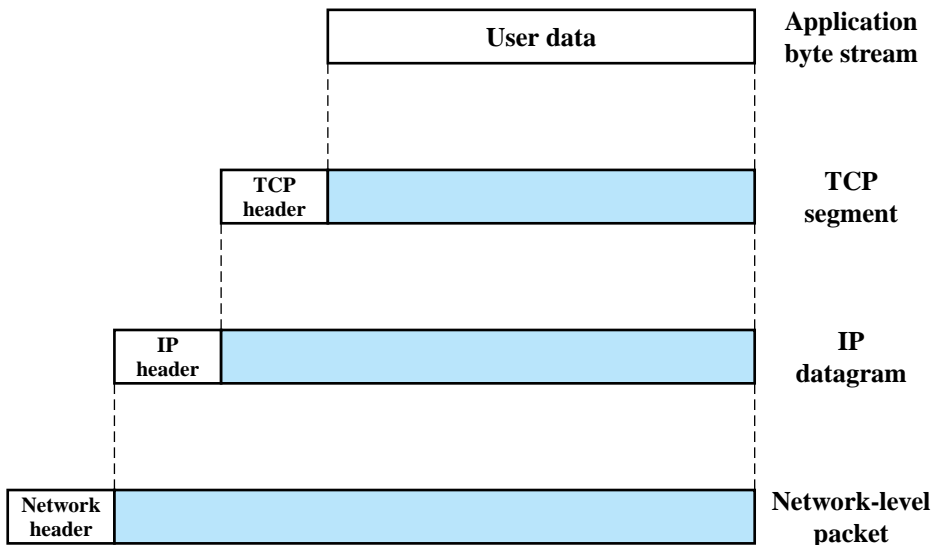 User data
Application
byte stream
TCP
header
TCP
segment
IP
header
IP
datagram
Network
header
Network-level
packet